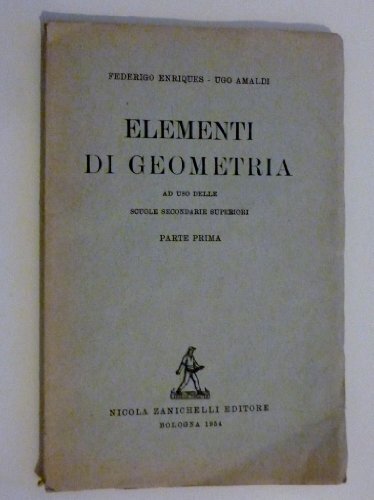 FEDERIGO ENRIQUES - UGO AMALDI
ELEMENTI
DI GEOMETRIA
AD USO DELLE
SCUOLE SECONDARIE SUPERIORI
PARTE PRIMA
NICOLA ZANICHELLI EDITORE
BOLOGNA 1954